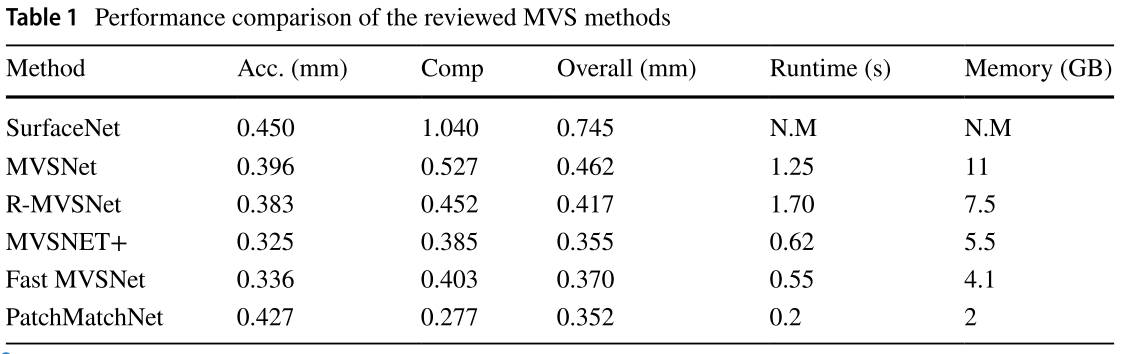 Table 1 Performance comparison of the reviewed MVS methods
Method Acc. (mm) Comp Overall (mm) Runtime (s) Memory (GB)
SurfaceNet 0.450 1.040 0.745 N.M N.M
MVSNet 0.396 0.527 0.462 1.25 11
R-MVSNet 0.383 0.452 0.417 1.70 7.5
MVSNET+ 0.325 0.385 0.355 0.62 5.5
Fast MVSNet 0.336 0.403 0.370 0.55 4.1
PatchMatchNet 0.427 0.277 0.352 0.2 2